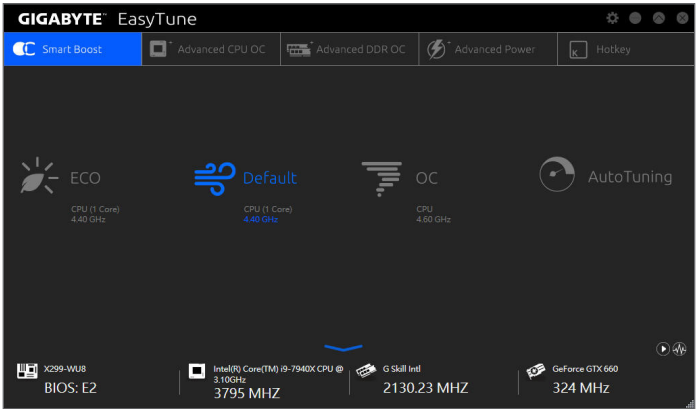 GIGABYTE™ EasyTune
Smart Boost
Advanced CPU OC
Advanced DDR OC
Advanced Power
K
Hotkey
ECO
CPU (1 Core)
4.40 GHz
Default
CPU (1 Core)
4.40 GHz
OC
CPU
4.60 GHz
AutoTuning
X299-WU8
BIOS: E2
Intel(R) Core(TM) i9-7940X CPU @
3.10GHz
3795 MHZ
G Skill Intl
2130.23 MHZ
GeForce GTX 660
324 MHz